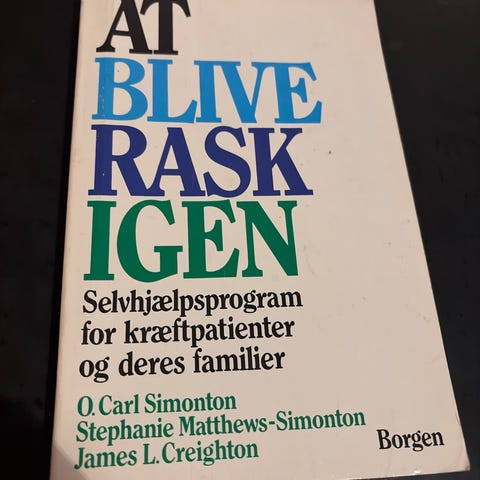 AT
BLIVE
RASK
IGEN
Selvhjælpsprogram
for kræftpatienter
og deres familier
O. Carl Simonton
Stephanie Matthews-Simonton
James L. Creighton
Borgen